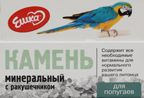 Ешка
КАМЕНЬ
минеральный
с ракушечником
Содержит все
необходимые
витамины для
нормального
развития
вашего питомца
для
попугаев